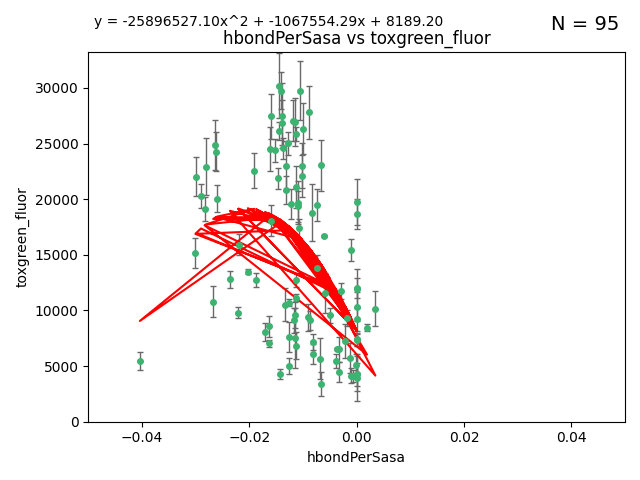 y = -25896527.10x^2 + -1067554.29x + 8189.20
N = 95
hbondPerSasa vs toxgreen_fluor
30000
25000
20000
15000
10000
5000
0
toxgreen_fluor
−0.04
−0.02
0.00
0.02
0.04
hbondPerSasa